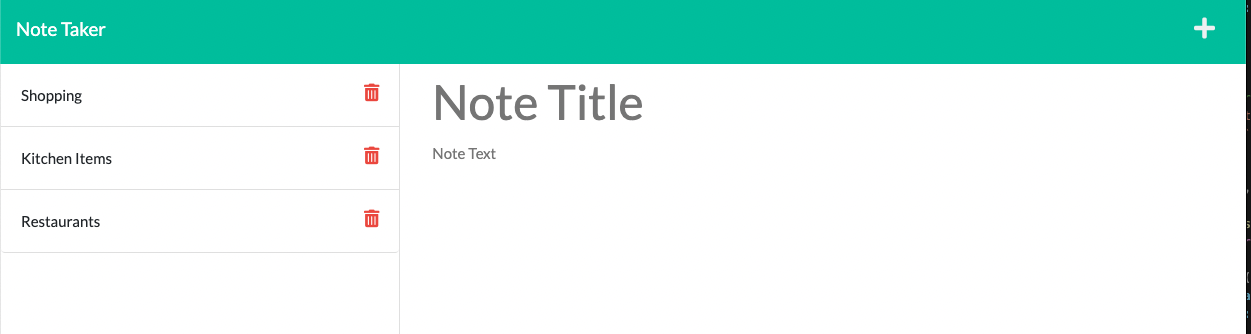 Note Taker
Shopping
Kitchen Items
Restaurants
Note Title
Note Text